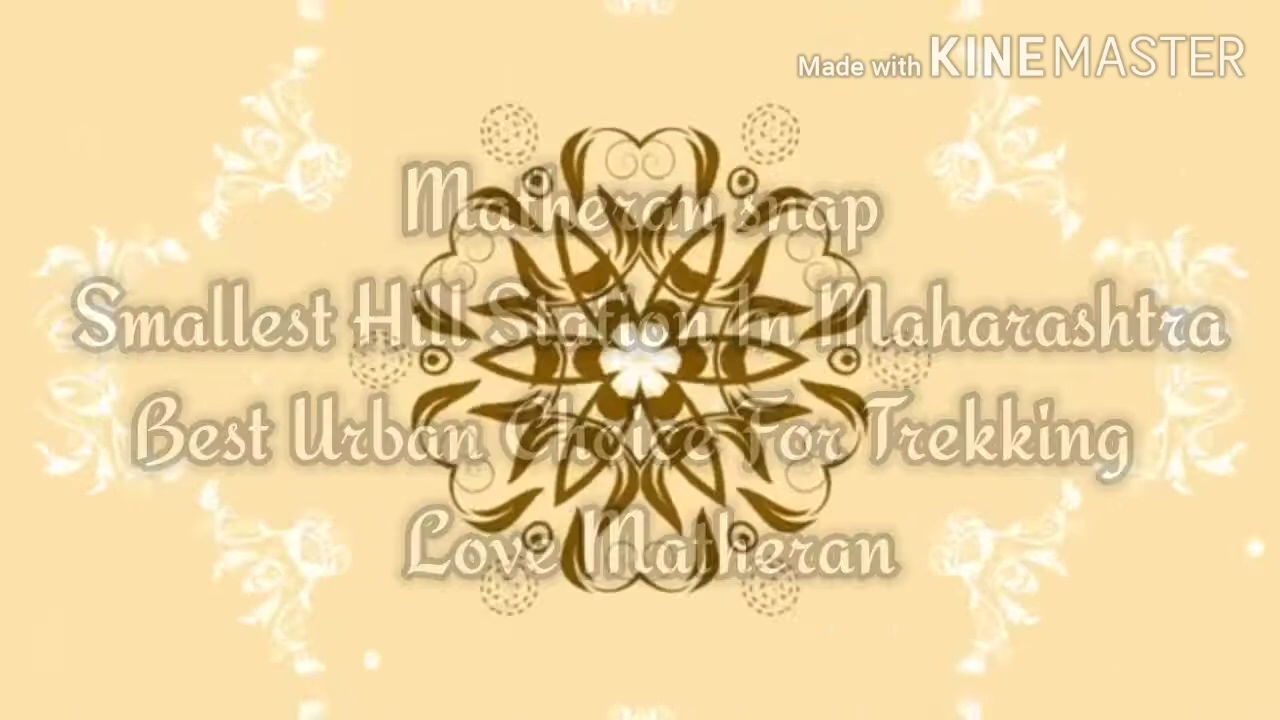 Made with KINEMASTER
Matheran snap
Smallest Hill Station In Maharashtra
Best Urban Choice For Trekking
Love Matheran